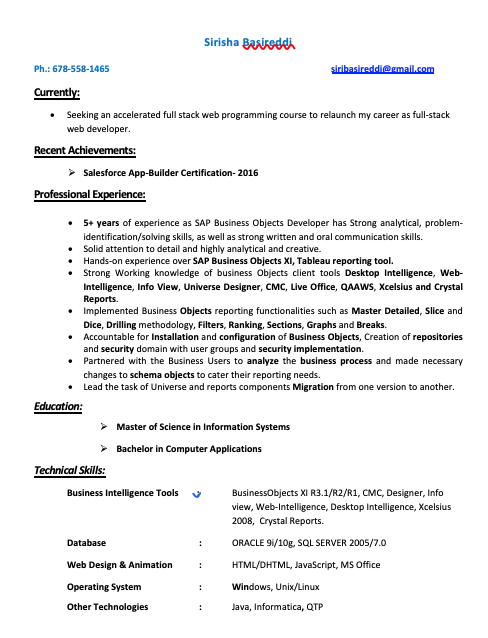 Sirisha Basireddi
Ph.: 678-558-1465 siribasireddi@gmail.com
Currently:
• Seeking an accelerated full stack web programming course to relaunch my career as full-stack
web developer.
Recent Achievements:
➢ Salesforce App-Builder Certification- 2016
Professional Experience:
• 5+ years of experience as SAP Business Objects Developer has Strong analytical, problem-
identification/solving skills, as well as strong written and oral communication skills.
• Solid attention to detail and highly analytical and creative.
• Hands-on experience over SAP Business Objects XI, Tableau reporting tool.
• Strong Working knowledge of business Objects client tools Desktop Intelligence, Web-
Intelligence, Info View, Universe Designer, CMC, Live Office, QAAWS, Xcelsius and Crystal
Reports.
• Implemented Business Objects reporting functionalities such as Master Detailed, Slice and
Dice, Drilling methodology, Filters, Ranking, Sections, Graphs and Breaks.
• Accountable for Installation and configuration of Business Objects, Creation of repositories
and security domain with user groups and security implementation.
• Partnered with the Business Users to analyze the business process and made necessary
changes to schema objects to cater their reporting needs.
• Lead the task of Universe and reports components Migration from one version to another.
Education:
➢ Master of Science in Information Systems
➢ Bachelor in Computer Applications
Technical Skills:
Business Intelligence Tools : BusinessObjects XI R3.1/R2/R1, CMC, Designer, Info
view, Web-Intelligence, Desktop Intelligence, Xcelsius
2008, Crystal Reports.
Database : ORACLE 9i/10g, SQL SERVER 2005/7.0
Web Design & Animation : HTML/DHTML, JavaScript, MS Office
Operating System : Windows, Unix/Linux
Other Technologies : Java, Informatica, QTP